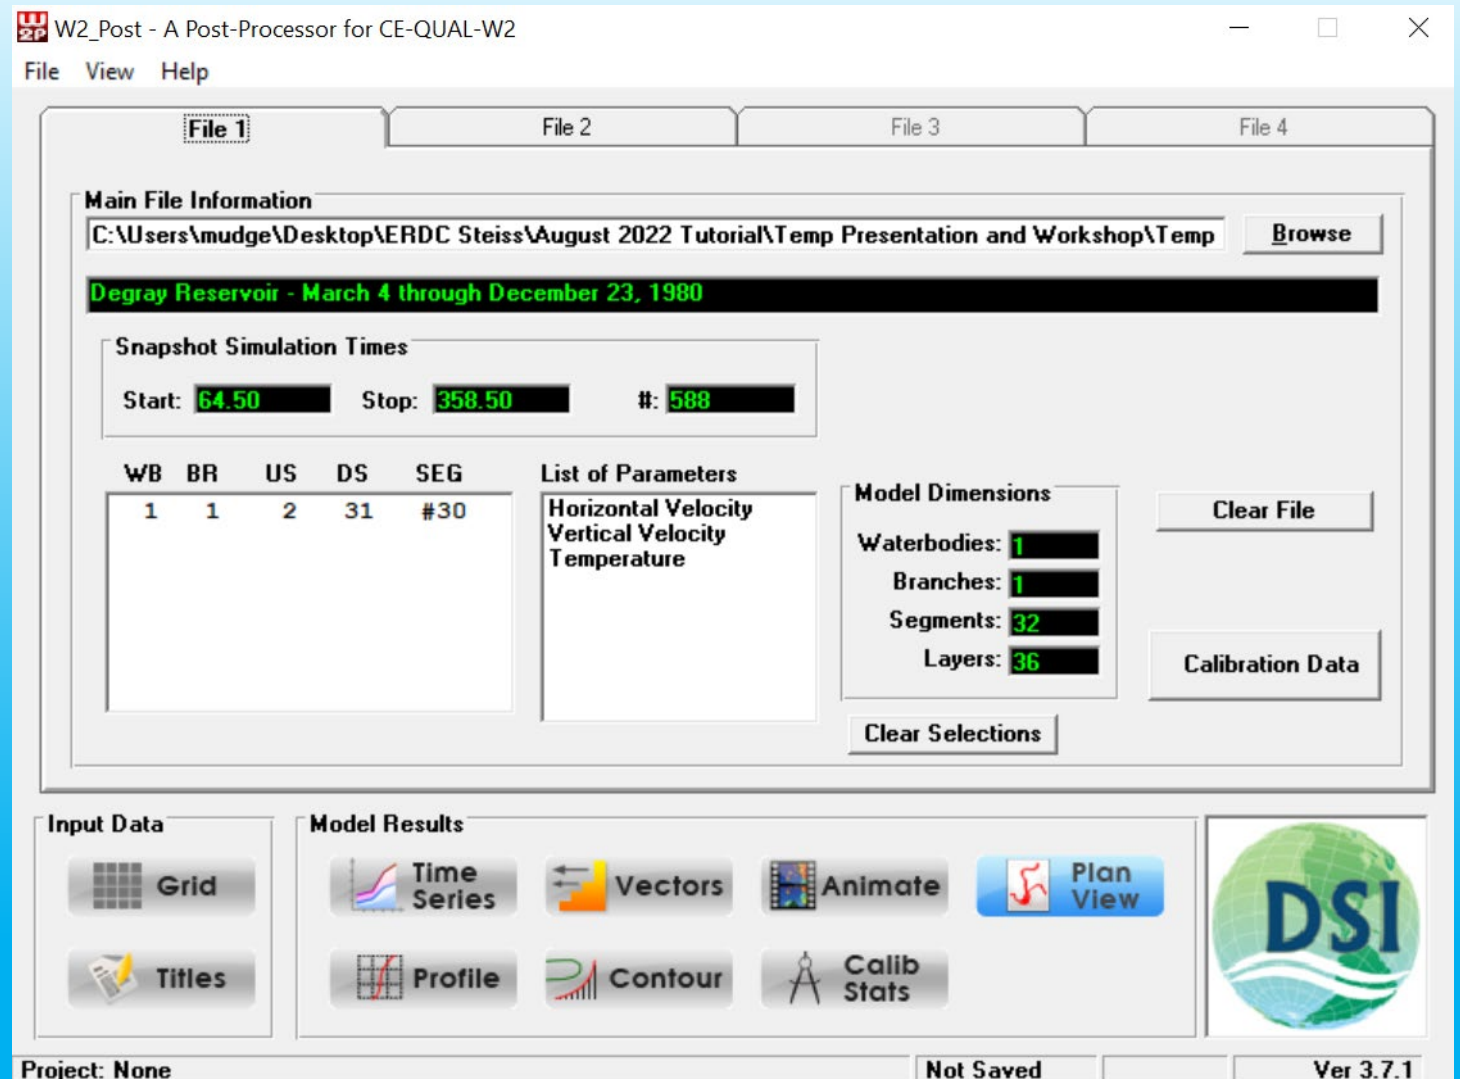 W2_Post - A Post-Processor for CE-QUAL-W2
File View Help
File 1 File 2 File 3 File 4
Main File Information
C:\Users\mudge\Desktop\ERDC Steiss\August 2022 Tutorial\Temp Presentation and Workshop\Temp Browse
Degray Reservoir - March 4 through December 23, 1980
Snapshot Simulation Times
Start: 64.50 Stop: 358.50 #: 588
WB BR US DS SEG
1 1 2 31 #30
List of Parameters
Horizontal Velocity
Vertical Velocity
Temperature
Model Dimensions
Waterbodies: 1
Branches: 1
Segments: 32
Layers: 36
Clear File
Calibration Data
Clear Selections
Input Data
Grid
Titles
Model Results
Time Series
Vectors
Animate
Plan View
Profile
Contour
Calib Stats
DSI
Project: None Not Saved Ver 3.7.1